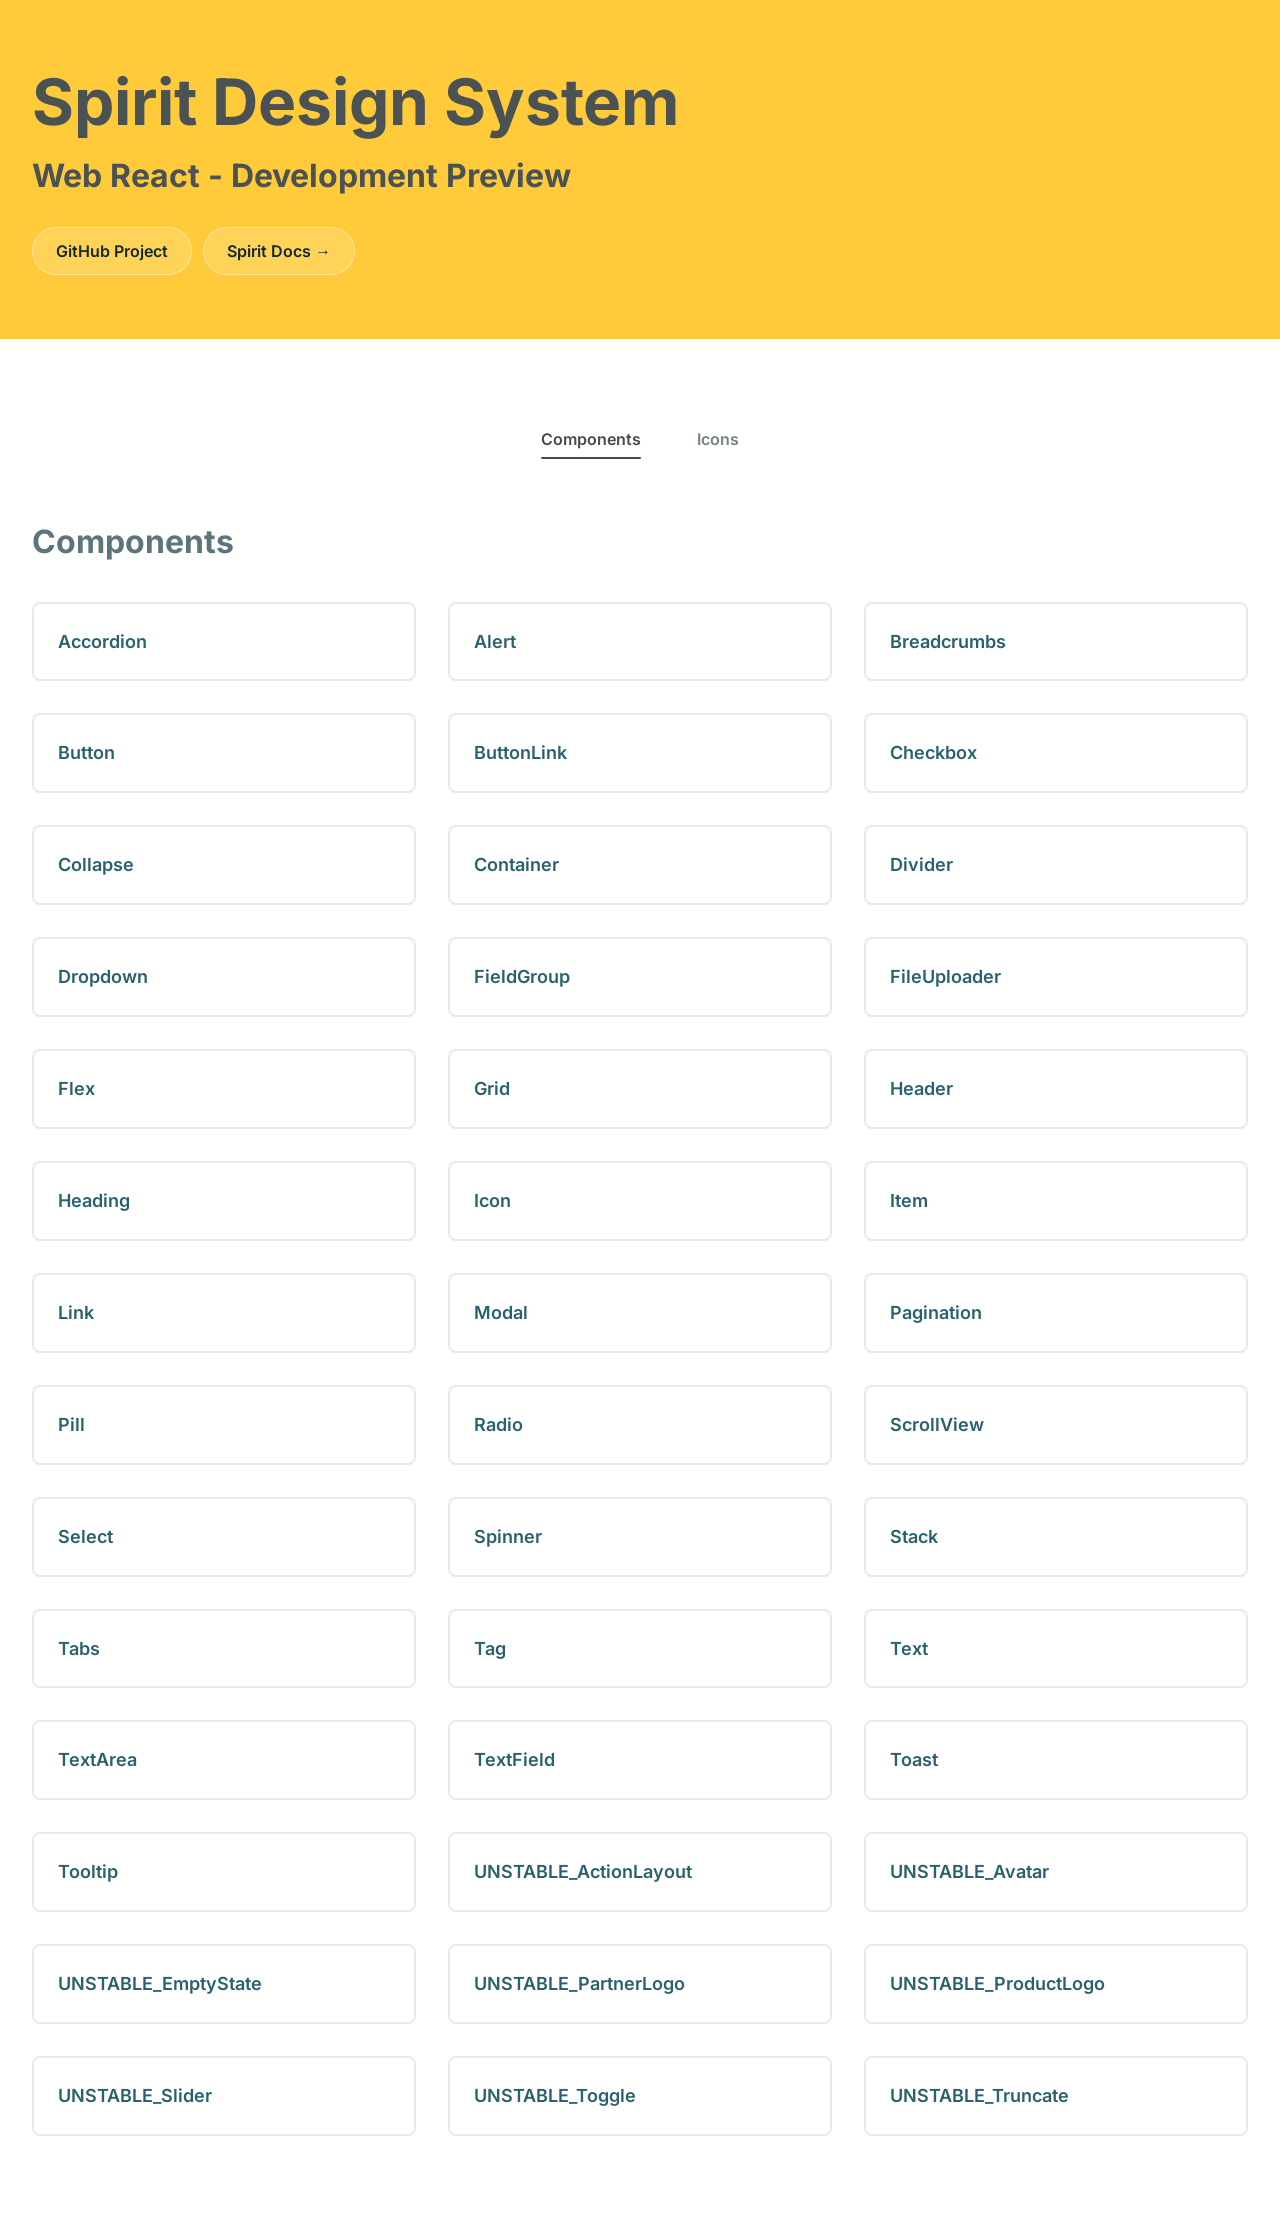 Spirit Design System
Web React - Development Preview
GitHub Project
Spirit Docs →
Components
Icons
Components
Accordion
Alert
Breadcrumbs
Button
ButtonLink
Checkbox
Collapse
Container
Divider
Dropdown
FieldGroup
FileUploader
Flex
Grid
Header
Heading
Icon
Item
Link
Modal
Pagination
Pill
Radio
ScrollView
Select
Spinner
Stack
Tabs
Tag
Text
TextArea
TextField
Toast
Tooltip
UNSTABLE_ActionLayout
UNSTABLE_Avatar
UNSTABLE_EmptyState
UNSTABLE_PartnerLogo
UNSTABLE_ProductLogo
UNSTABLE_Slider
UNSTABLE_Toggle
UNSTABLE_Truncate